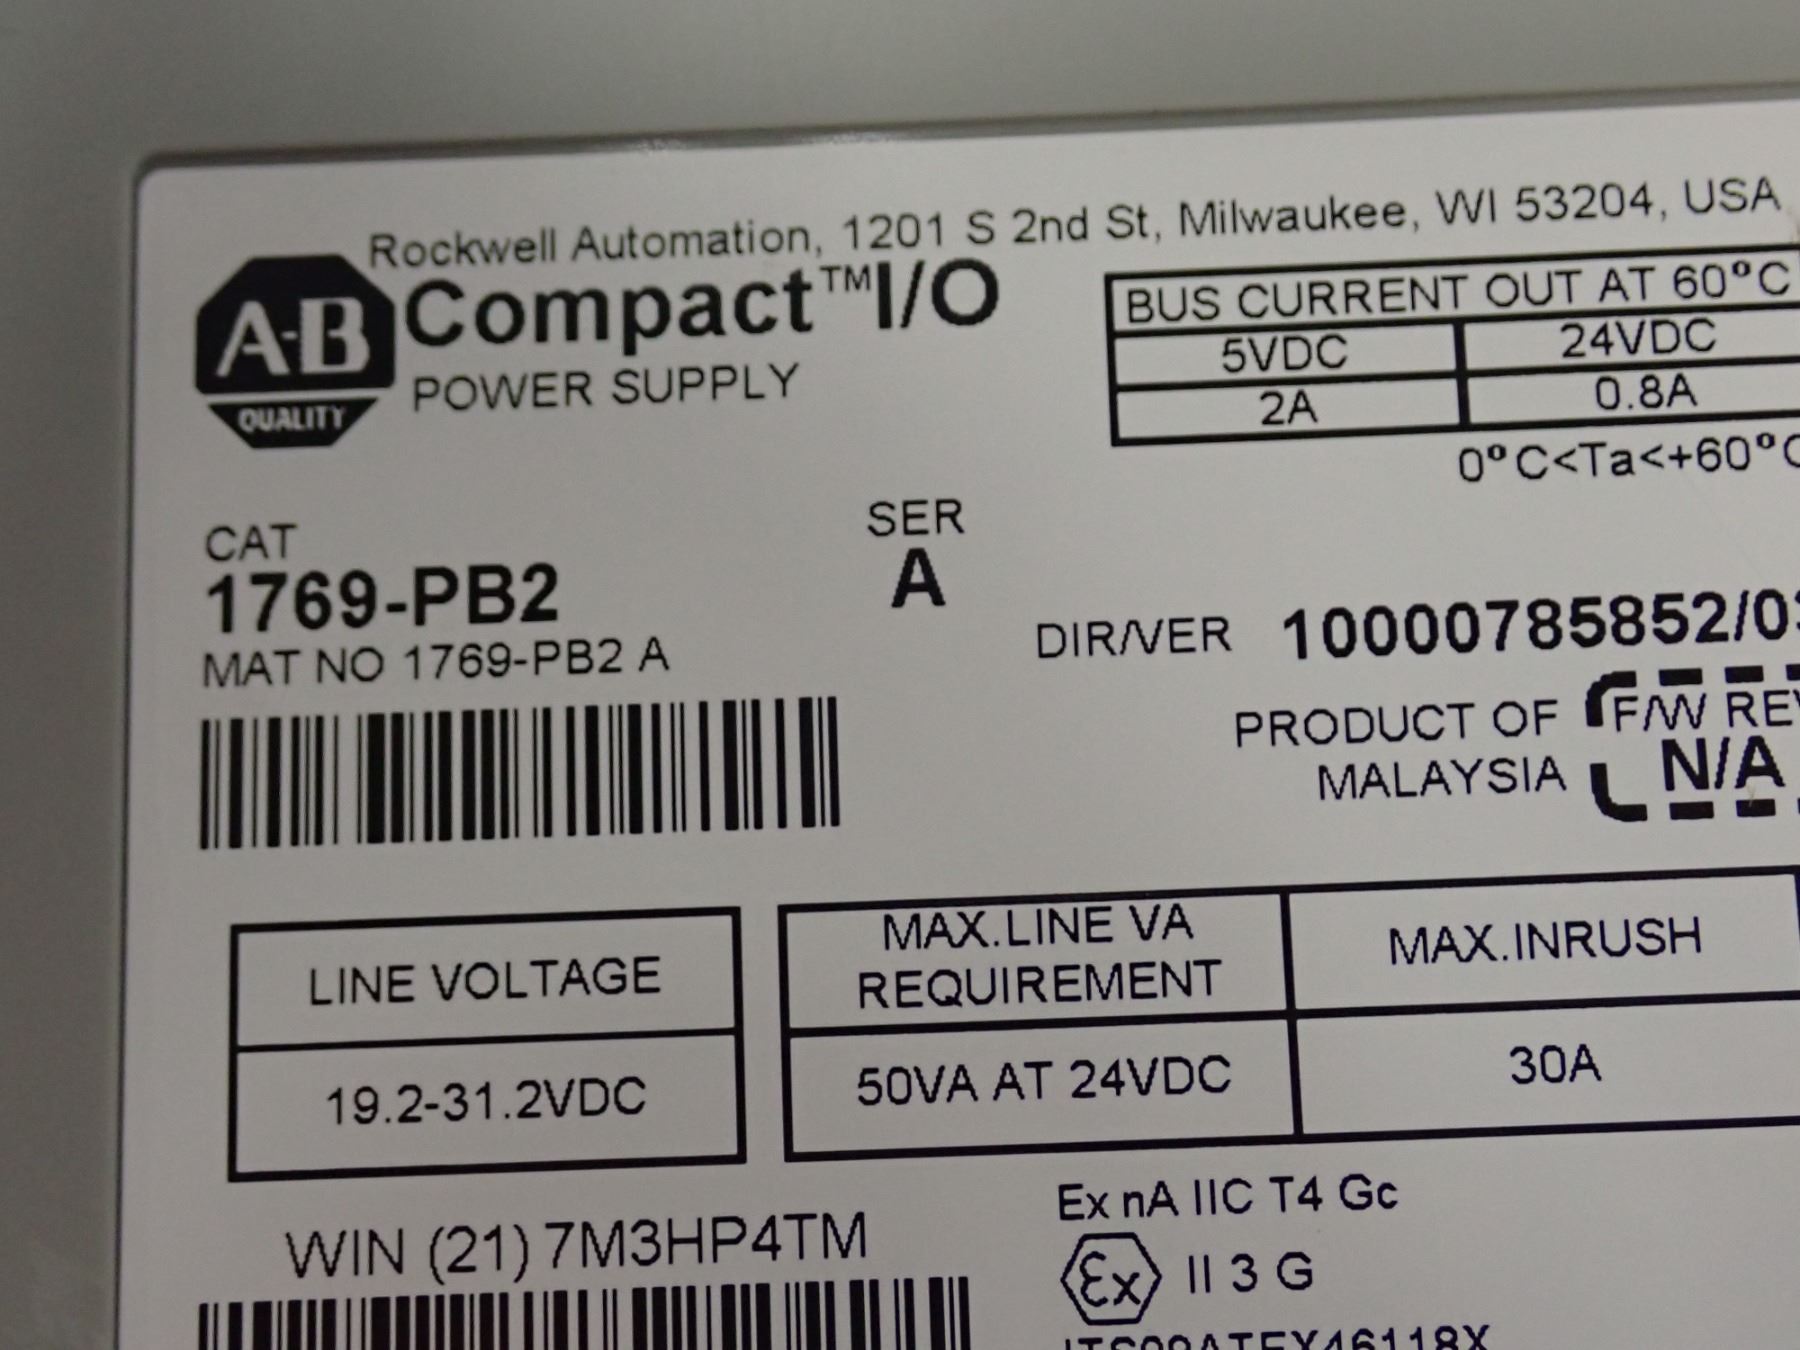 Rockwell Automation, 1201 S 2nd St, Milwaukee, WI 53204, USA
A-B
QUALITY
Compact™ I/O
POWER SUPPLY
BUS CURRENT OUT AT 60°C
5VDC 24VDC
2A 0.8A
0°C<Ta<+60°C
CAT
1769-PB2
MAT NO 1769-PB2 A
SER
A
DIR/VER 10000785852/03
PRODUCT OF
MALAYSIA
F/W REV
N/A
LINE VOLTAGE
19.2-31.2VDC
MAX.LINE VA
REQUIREMENT
50VA AT 24VDC
MAX.INRUSH
30A
WIN (21) 7M3HP4TM
Ex nA IIC T4 Gc
Ex II 3 G